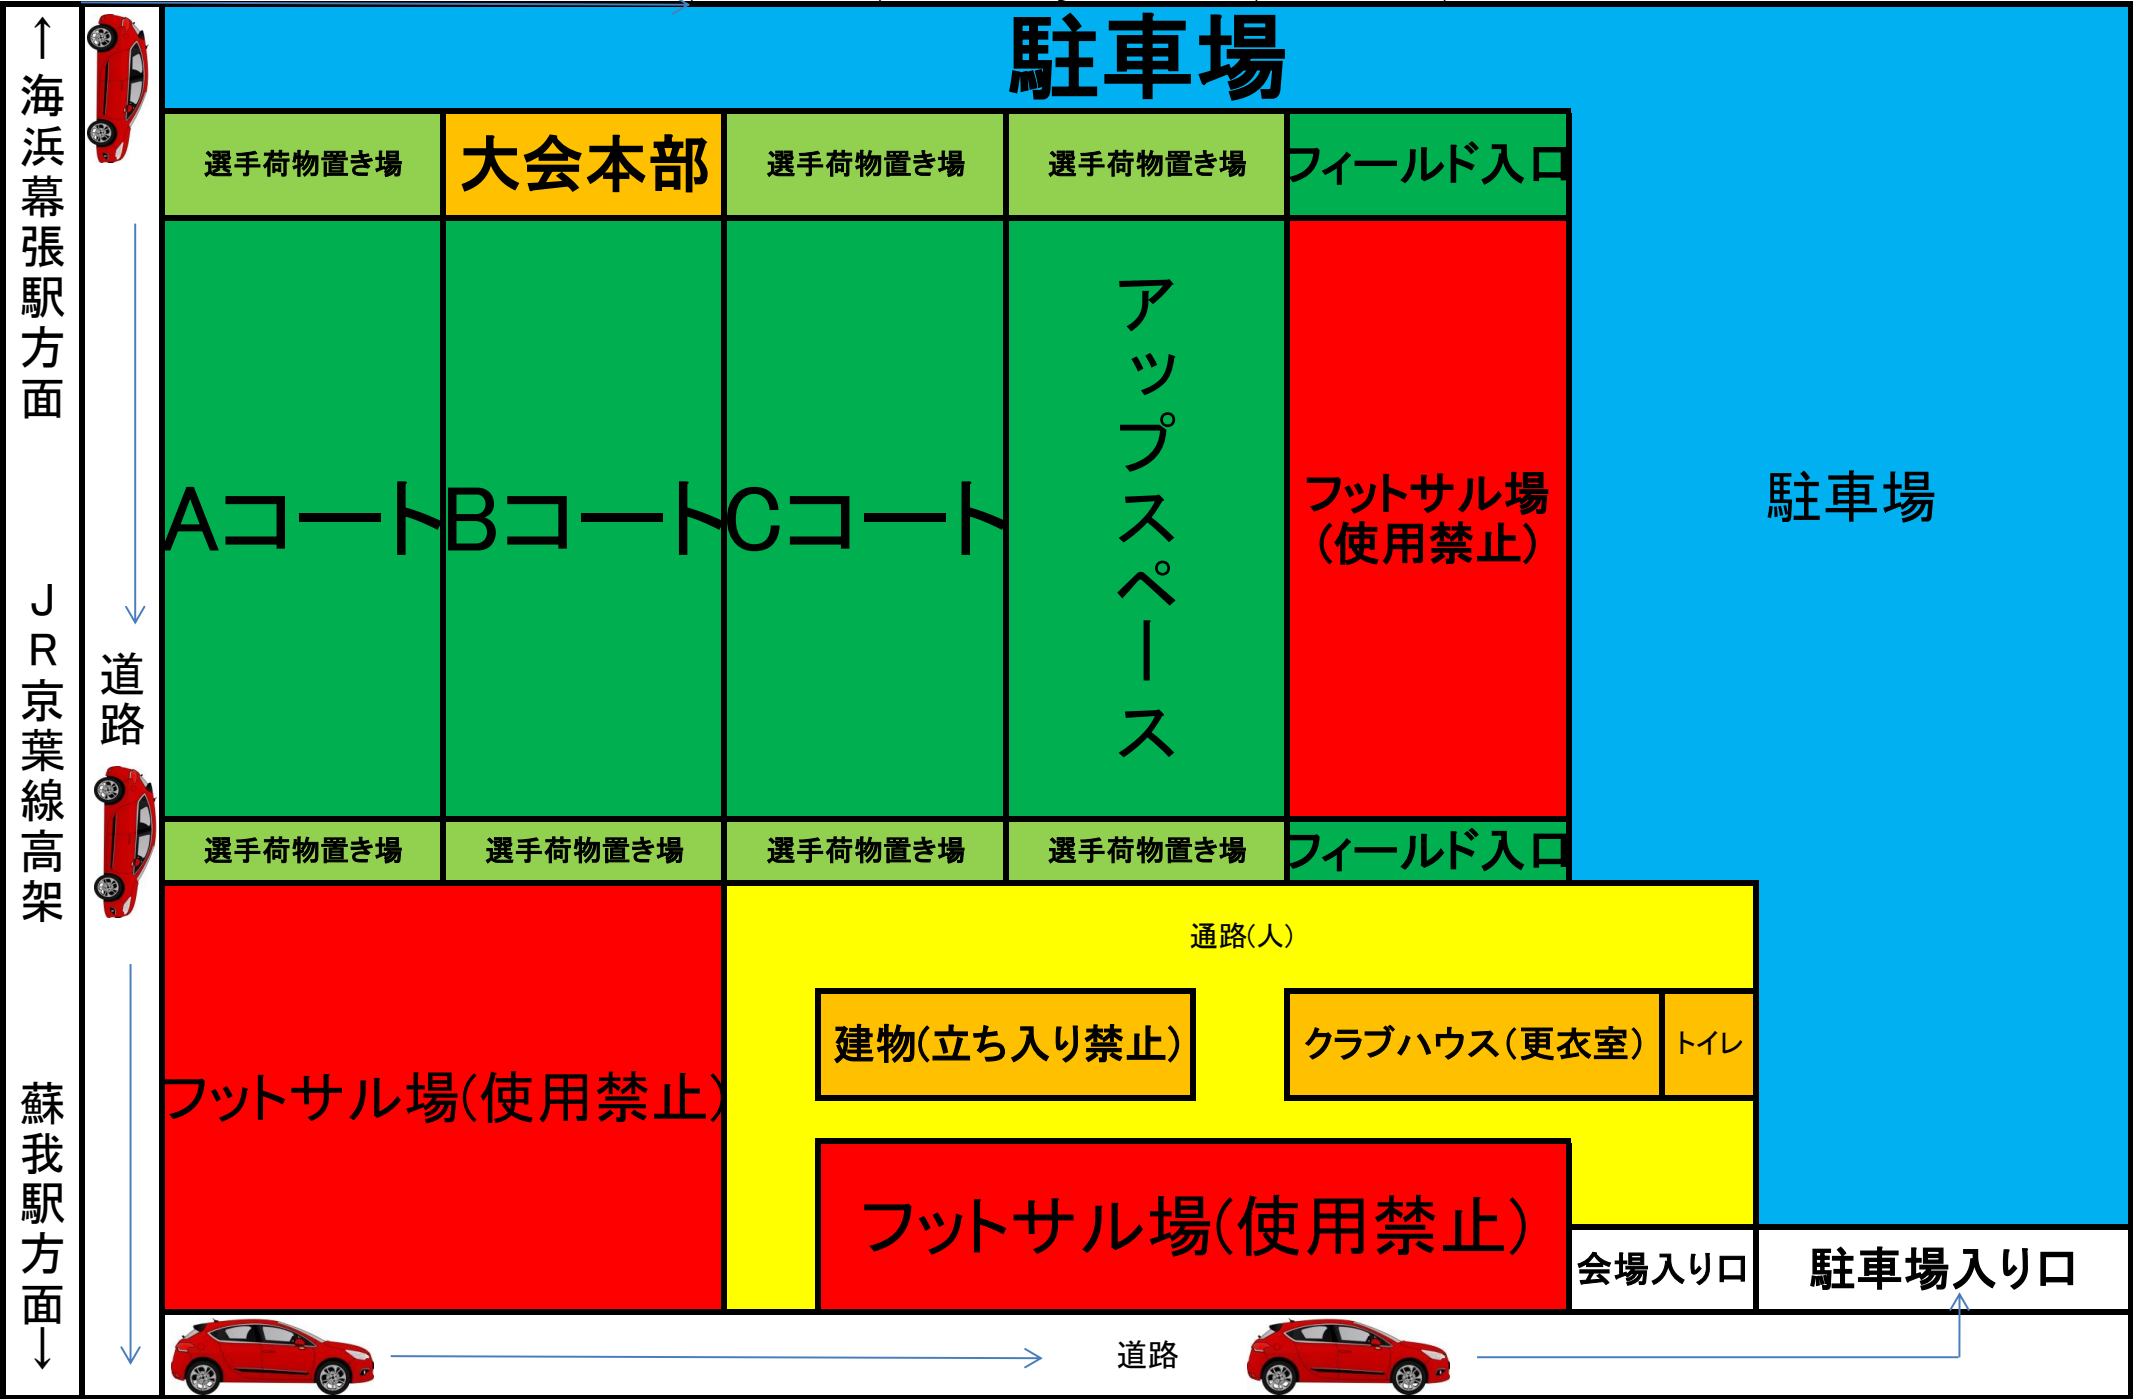 駐車場
選手荷物置き場
大会本部
選手荷物置き場
選手荷物置き場
フィールド入口
↑海浜幕張駅方面
JR京葉線高架
蘇我駅方面↓
道路
Aコート
Bコート
Cコート
アップスペース
フットサル場
(使用禁止)
駐車場
選手荷物置き場
選手荷物置き場
選手荷物置き場
選手荷物置き場
フィールド入口
通路(人)
建物(立ち入り禁止)
クラブハウス(更衣室)
トイレ
フットサル場(使用禁止)
フットサル場(使用禁止)
会場入り口
駐車場入り口
道路